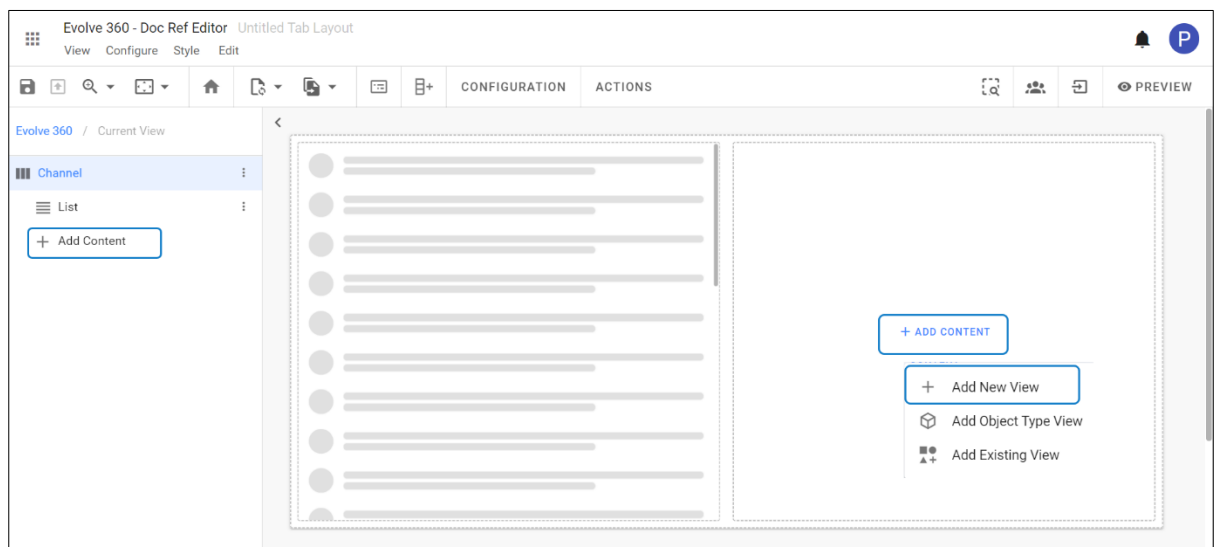 Evolve 360 - Doc Ref Editor Untitled Tab Layout
View Configure Style Edit
P
CONFIGURATION ACTIONS PREVIEW
Evolve 360 / Current View
Channel
List
+ Add Content
+ ADD CONTENT
+ Add New View
Add Object Type View
Add Existing View